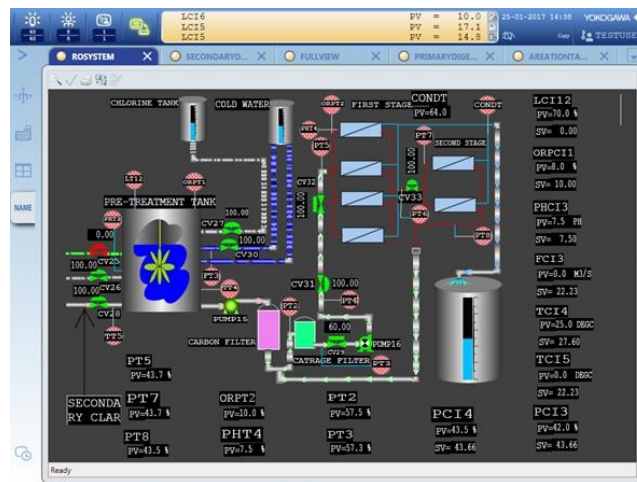 LCI6 PV = 10.0
LCI5 PV = 17.1
LCI5 PV = 14.8
25-01-2017 14:38 YOKOGAWA
Copy TESTUSE
ROSYSTEM X SECONDARYO... X FULLVIEW X PRIMARYDIGE... X AREATIONTA... X
NAME
CHLORINE TANK COLD WATER ORPT2 FIRST STAGE CONDT CONDT
PV=64.0
PHT4 PT5 PT7 SECOND STAGE
100.00
LT12 ORPT1 CV32 CV33
100.00
PRE-TREATMENT TANK PT6
PHT3 CV27 PT8
0.00 100.00
CV25 CV30
100.00 CV26 FT3 CV31 100.00
100.00 TT4 PT4
CV28 PUMP15 PT2
TT5 60.00
CV29 PUMP16
CARBON FILTER CATRAGE FILTER PT3
SECONDA
RY CLAR
PT5
PV=43.7 %
PT7 ORPT2 PT2
PV=43.7 % PV=10.0 % PV=57.5 %
PT8 PHT4 PT3
PV=43.5 % PV=7.5 % PV=57.3 %
PCI4
PV=43.5 %
SV= 43.66
LCI12
PV=70.0 %
SV= 0.00
ORPCI1
PV=8.0 %
SV= 10.00
PHCI3
PV=7.5 PH
SV= 7.50
FCI3
PV=0.0 M3/S
SV= 22.23
TCI4
PV=25.0 DEGC
SV= 27.60
TCI5
PV=0.0 DEGC
SV= 22.23
PCI3
PV=42.0 %
SV= 43.66
Ready